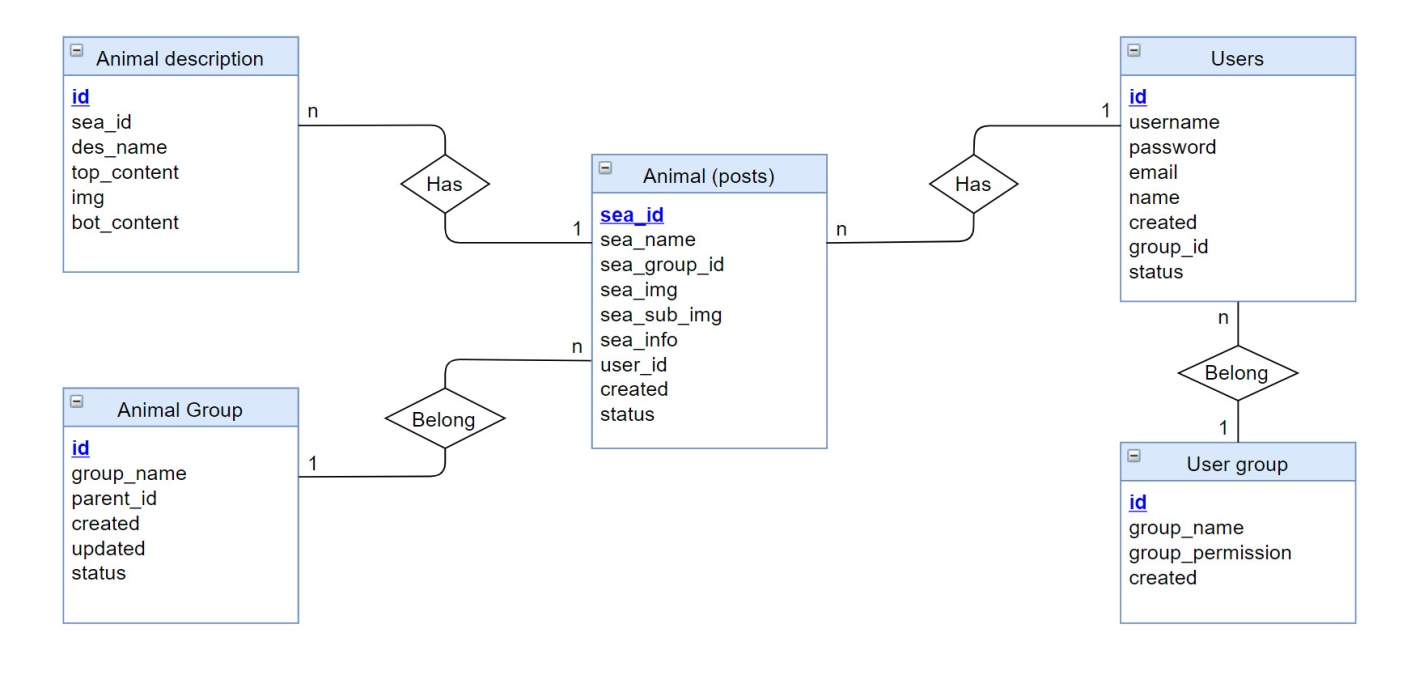 Animal description
id
sea_id
des_name
top_content
img
bot_content
n
Has
1
Animal (posts)
sea_id
sea_name
sea_group_id
sea_img
sea_sub_img
sea_info
user_id
created
status
n
Has
1
Users
id
username
password
email
name
created
group_id
status
n
Belong
1
Animal Group
id
group_name
parent_id
created
updated
status
1
Belong
n
User group
id
group_name
group_permission
created